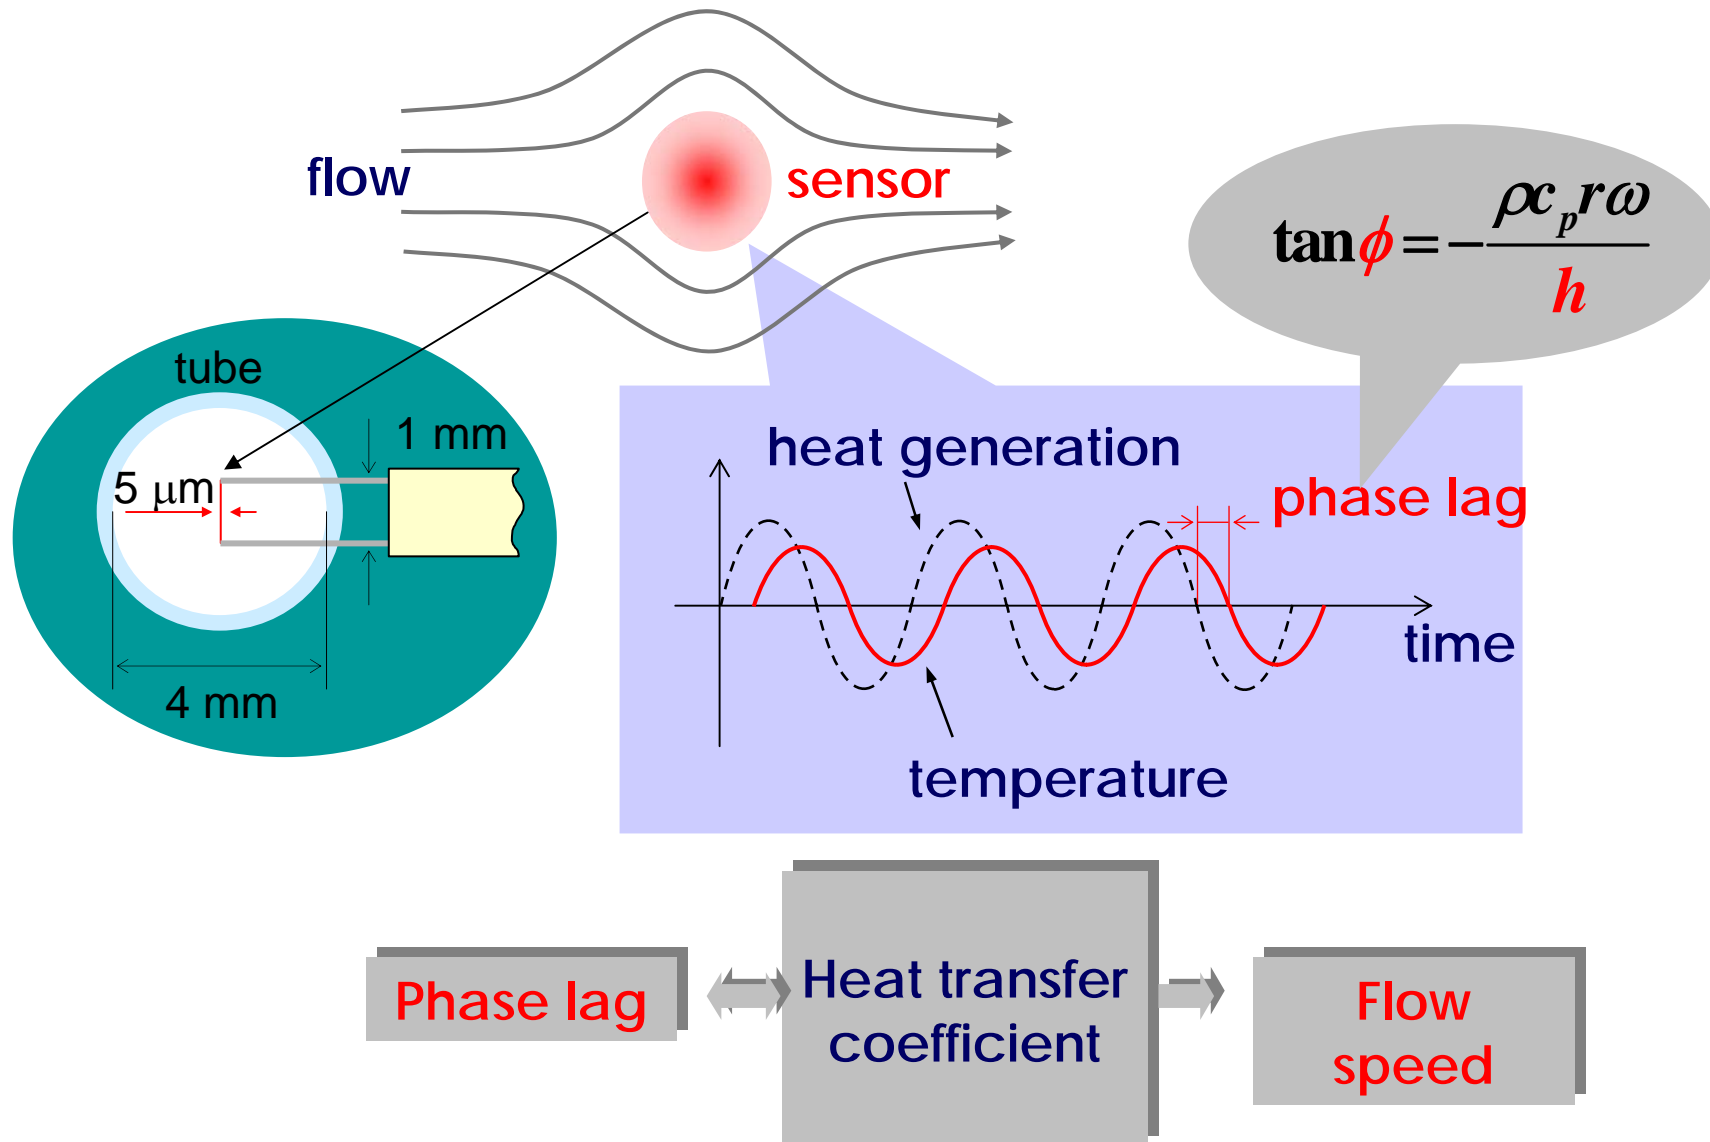 flow
sensor
tanϕ = −ρc_p rω / h
tube
1 mm
5 μm
4 mm
heat generation
phase lag
time
temperature
Phase lag
Heat transfer
coefficient
Flow
speed